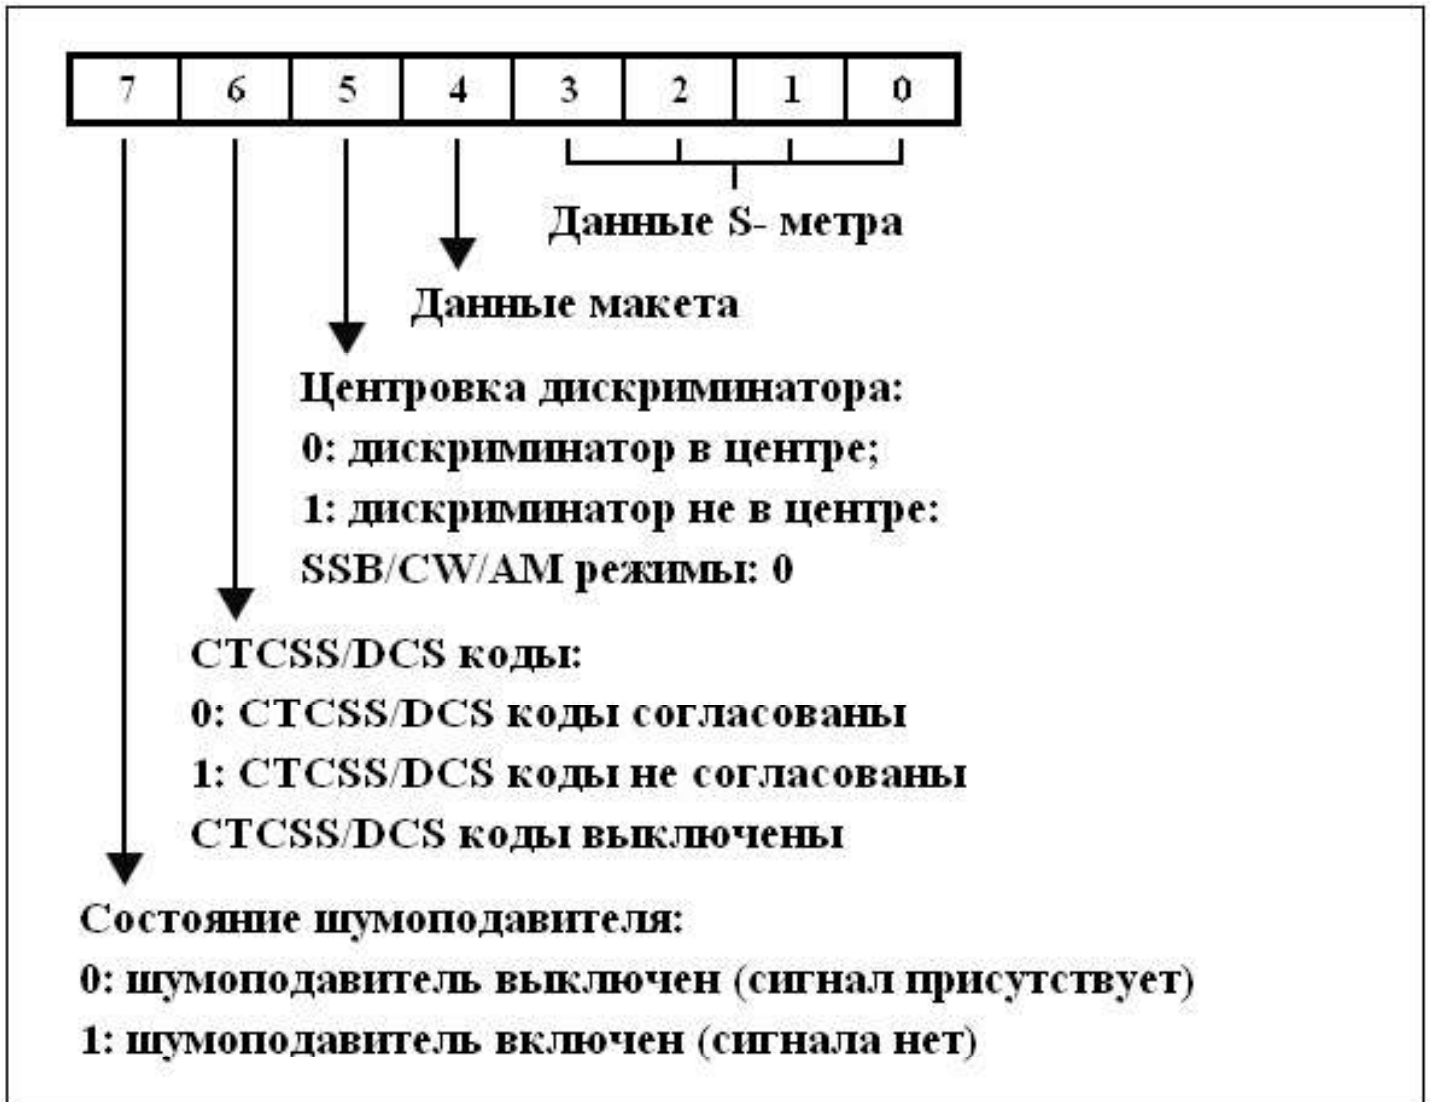 7 6 5 4 3 2 1 0
Данные S- метра
Данные макета
Центровка дискриминатора:
0: дискриминатор в центре;
1: дискриминатор не в центре:
SSB/CW/AM режимы: 0
CTCSS/DCS коды:
0: CTCSS/DCS коды согласованы
1: CTCSS/DCS коды не согласованы
CTCSS/DCS коды выключены
Состояние шумоподавителя:
0: шумоподавитель выключен (сигнал присутствует)
1: шумоподавитель включен (сигнала нет)